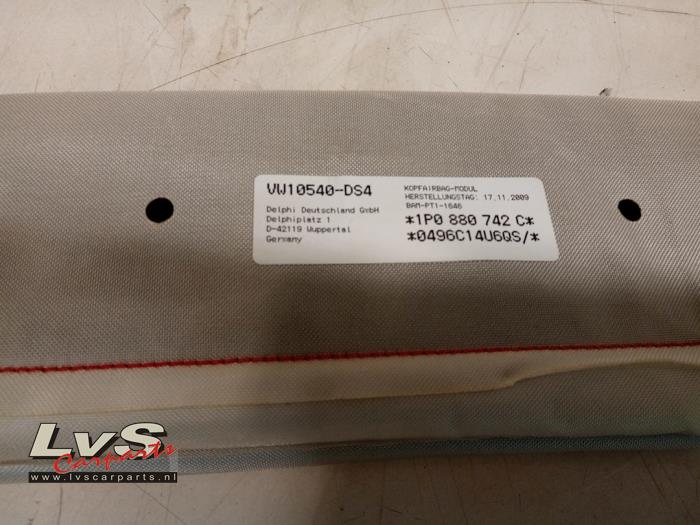 VW10540-DS4
Delphi Deutschland GmbH
Delphiplatz 1
D-42119 Wuppertal
Germany
KOPFAIRBAG-MODUL
HERSTELLUNGSTAG: 17.11.2009
BAM-PT1-1646
*1P0 880 742 C*
*0496C14U6QS/*
LvS
Carparts
www.lvscarparts.nl